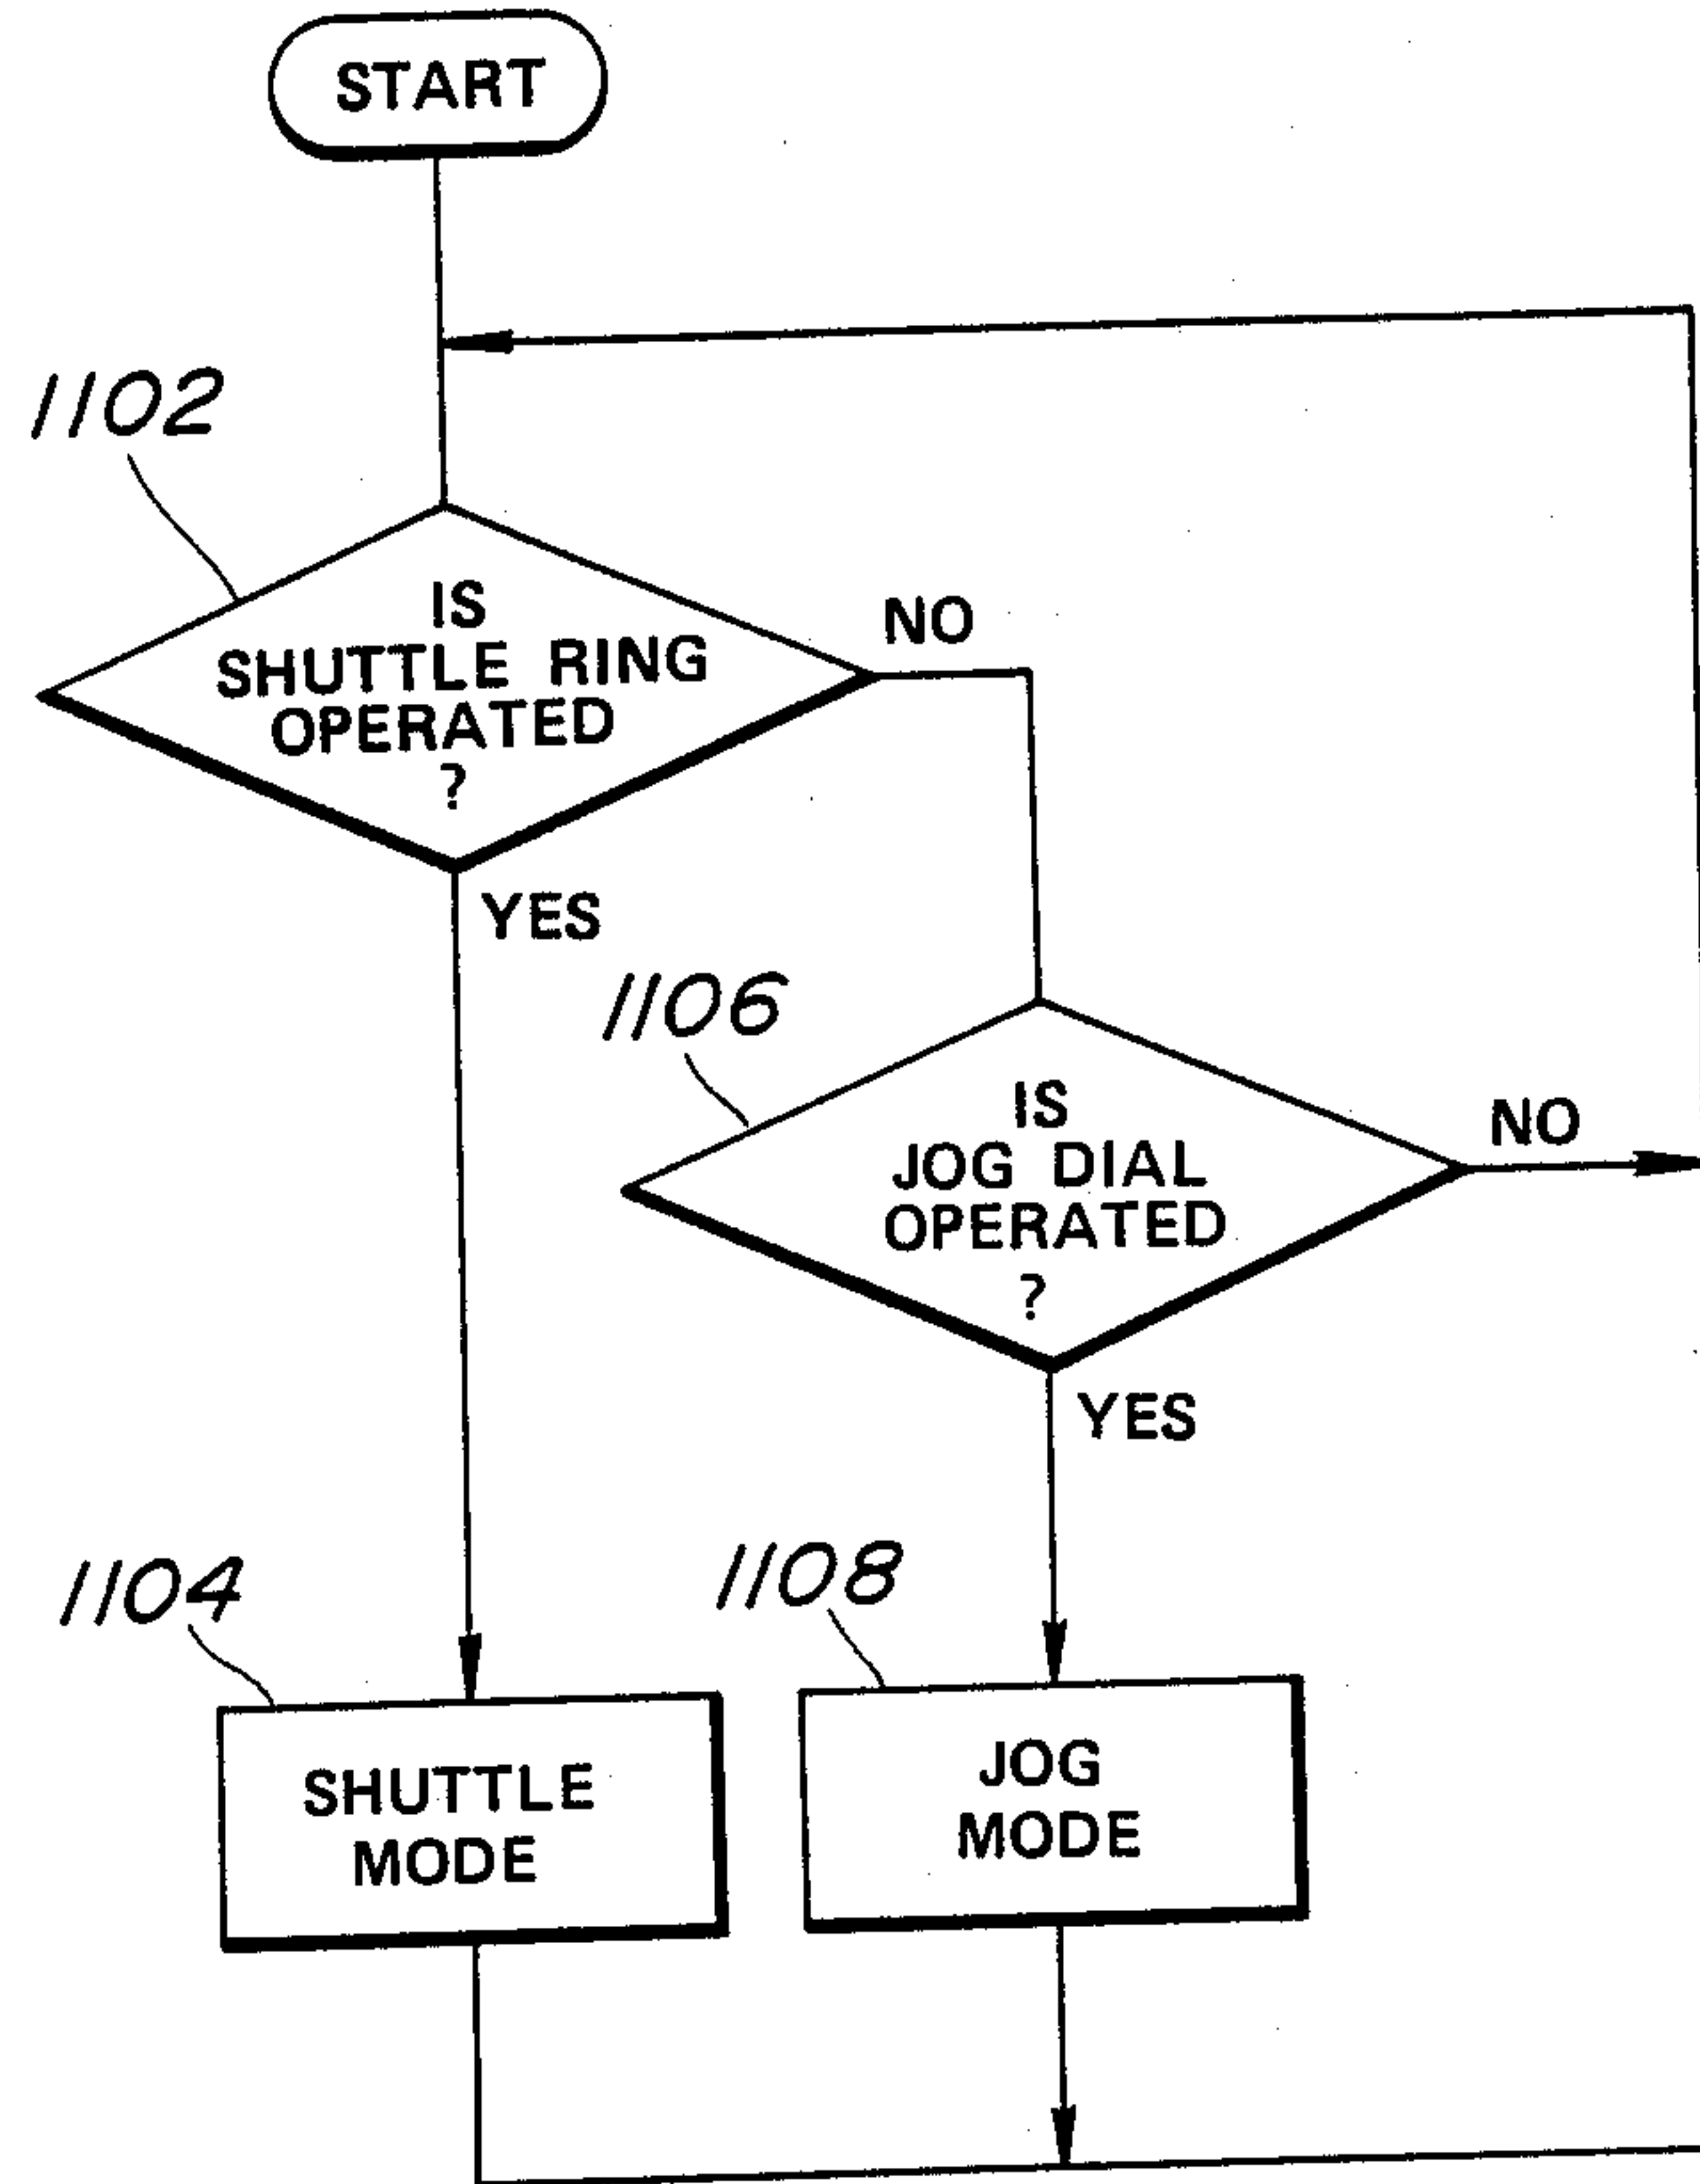 START
1102
IS
SHUTTLE RING
OPERATED
?
NO
YES
1106
IS
JOG DIAL
OPERATED
?
NO
YES
1104
SHUTTLE
MODE
1108
JOG
MODE